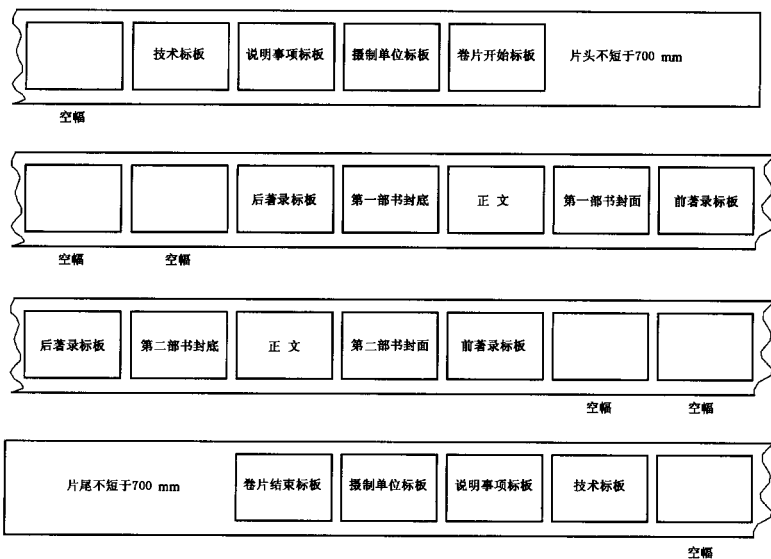 技术标板 说明事项标板 摄制单位标板 卷片开始标板 片头不短于700 mm
空幅
后著录标板 第一部书封底 正 文 第一部书封面 前著录标板
空幅 空幅
后著录标板 第二部书封底 正 文 第二部书封面 前著录标板
空幅 空幅
片尾不短于700 mm 卷片结束标板 摄制单位标板 说明事项标板 技术标板
空幅